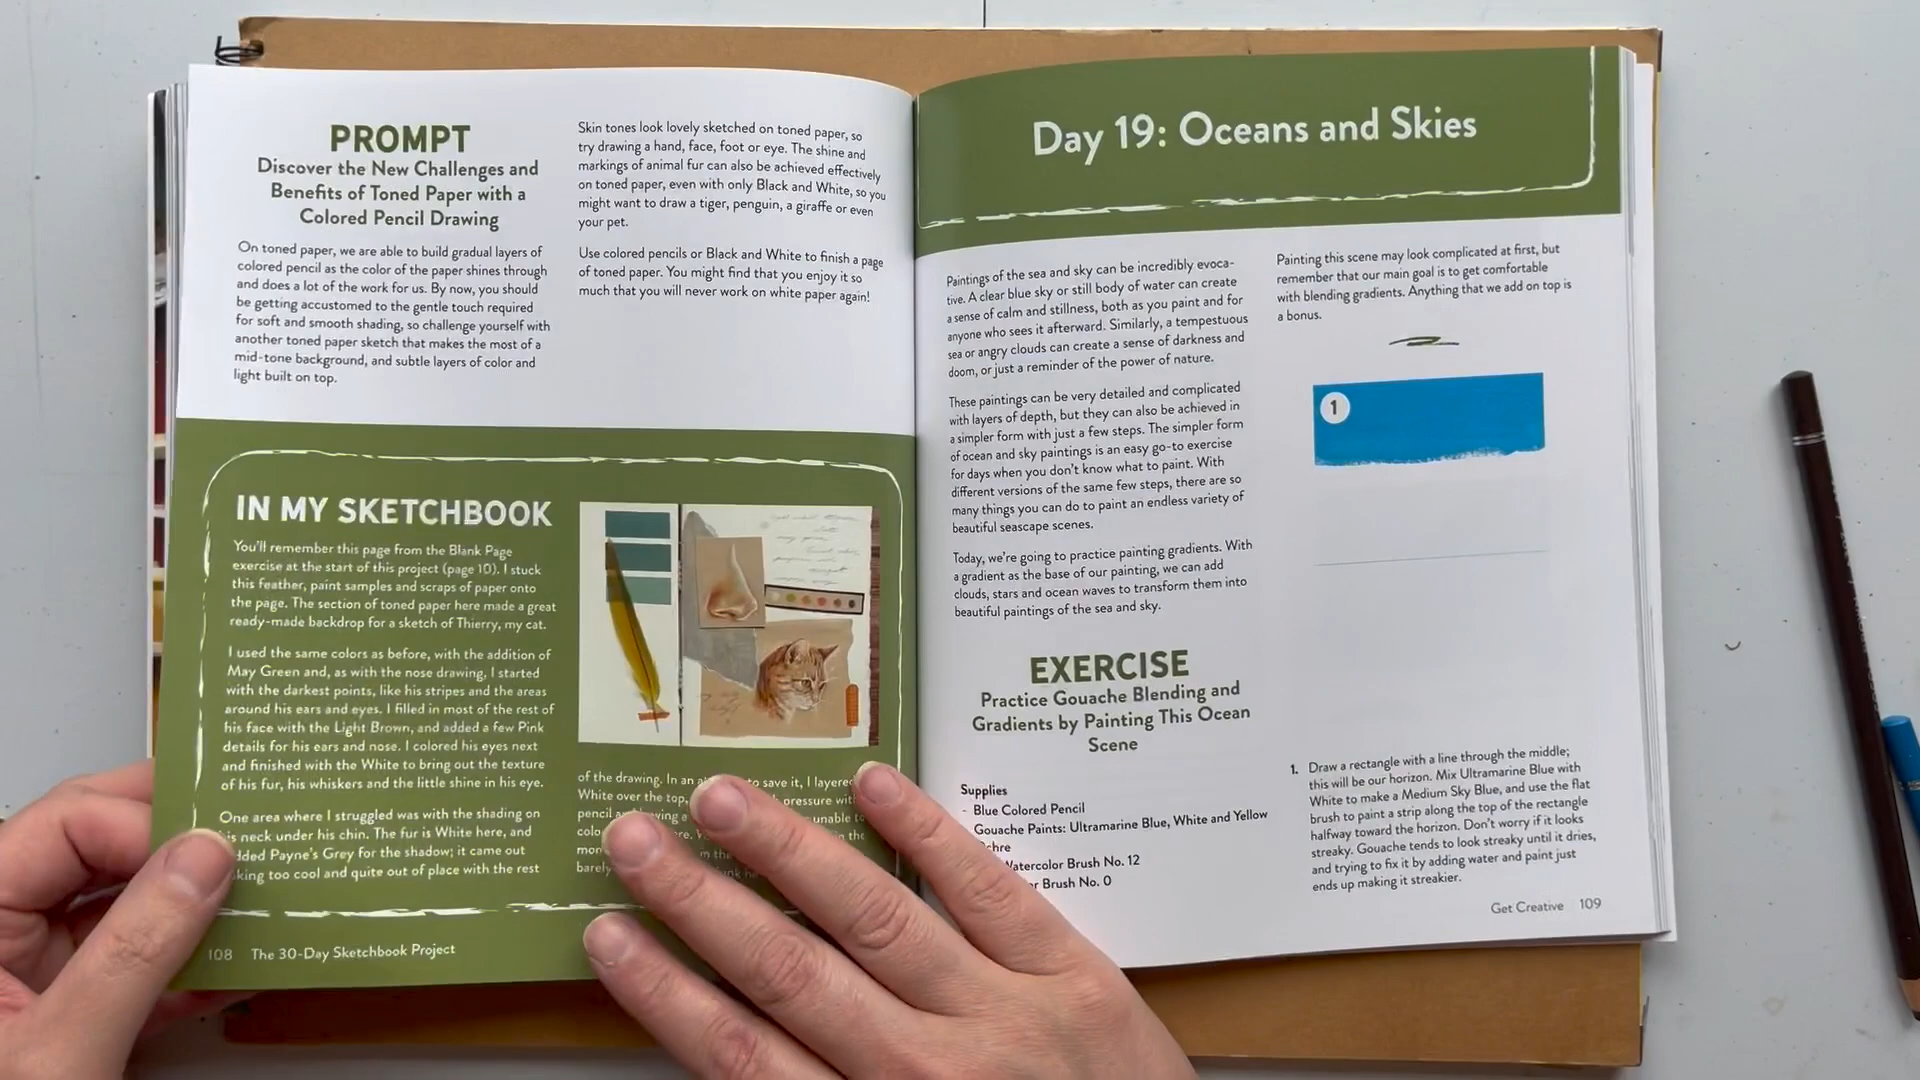 PROMPT
Discover the New Challenges and
Benefits of Toned Paper with a
Colored Pencil Drawing
On toned paper, we are able to build gradual layers of
colored pencil as the color of the paper shines through
and does a lot of the work for us. By now, you should
be getting accustomed to the gentle touch required
for soft and smooth shading, so challenge yourself with
another toned paper sketch that makes the most of a
mid-tone background, and subtle layers of color and
light built on top.
Skin tones look lovely sketched on toned paper, so
try drawing a hand, face, foot or eye. The shine and
markings of animal fur can also be achieved effectively
on toned paper, even with only Black and White, so you
might want to draw a tiger, penguin, a giraffe or even
your pet.
Use colored pencils or Black and White to finish a page
of toned paper. You might find that you enjoy it so
much that you will never work on white paper again!
IN MY SKETCHBOOK
You'll remember this page from the Blank Page
exercise at the start of this project (page 10). I stuck
this feather, paint samples and scraps of paper onto
the page. The section of toned paper here made a great
ready-made backdrop for a sketch of Thierry, my cat.
I used the same colors as before, with the addition of
May Green and, as with the nose drawing, I started
with the darkest points, like his stripes and the areas
around his ears and eyes. I filled in most of the rest of
his face with the Light Brown, and added a few Pink
details for his ears and nose. I colored his eyes next
and finished with the White to bring out the texture
of his fur, his whiskers and the little shine in his eye.
One area where I struggled was with the shading on
his neck under his chin. The fur is White here, and
added Payne's Grey for the shadow; it came out
king too cool and quite out of place with the rest
of the drawing. In an to save it, I layered
White over the top, pressure with
pencil unable to
in the
barely
108 The 30-Day Sketchbook Project
Day 19: Oceans and Skies
Paintings of the sea and sky can be incredibly evoca-
tive. A clear blue sky or still body of water can create
a sense of calm and stillness, both as you paint and for
anyone who sees it afterward. Similarly, a tempestuous
sea or angry clouds can create a sense of darkness and
doom, or just a reminder of the power of nature.
These paintings can be very detailed and complicated
with layers of depth, but they can also be achieved in
a simpler form with just a few steps. The simpler form
of ocean and sky paintings is an easy go-to exercise
for days when you don't know what to paint. With
different versions of the same few steps, there are so
many things you can do to paint an endless variety of
beautiful seascape scenes.
Today, we're going to practice painting gradients. With
a gradient as the base of our painting, we can add
clouds, stars and ocean waves to transform them into
beautiful paintings of the sea and sky.
EXERCISE
Practice Gouache Blending and
Gradients by Painting This Ocean
Scene
Supplies
- Blue Colored Pencil
Gouache Paints: Ultramarine Blue, White and Yellow
Ochre
Watercolor Brush No. 12
Brush No. 0
Painting this scene may look complicated at first, but
remember that our main goal is to get comfortable
with blending gradients. Anything that we add on top is
a bonus.
1
1. Draw a rectangle with a line through the middle;
this will be our horizon. Mix Ultramarine Blue with
White to make a Medium Sky Blue, and use the flat
brush to paint a strip along the top of the rectangle
halfway toward the horizon. Don't worry if it looks
streaky. Gouache tends to look streaky until it dries,
and trying to fix it by adding water and paint just
ends up making it streakier.
Get Creative 109